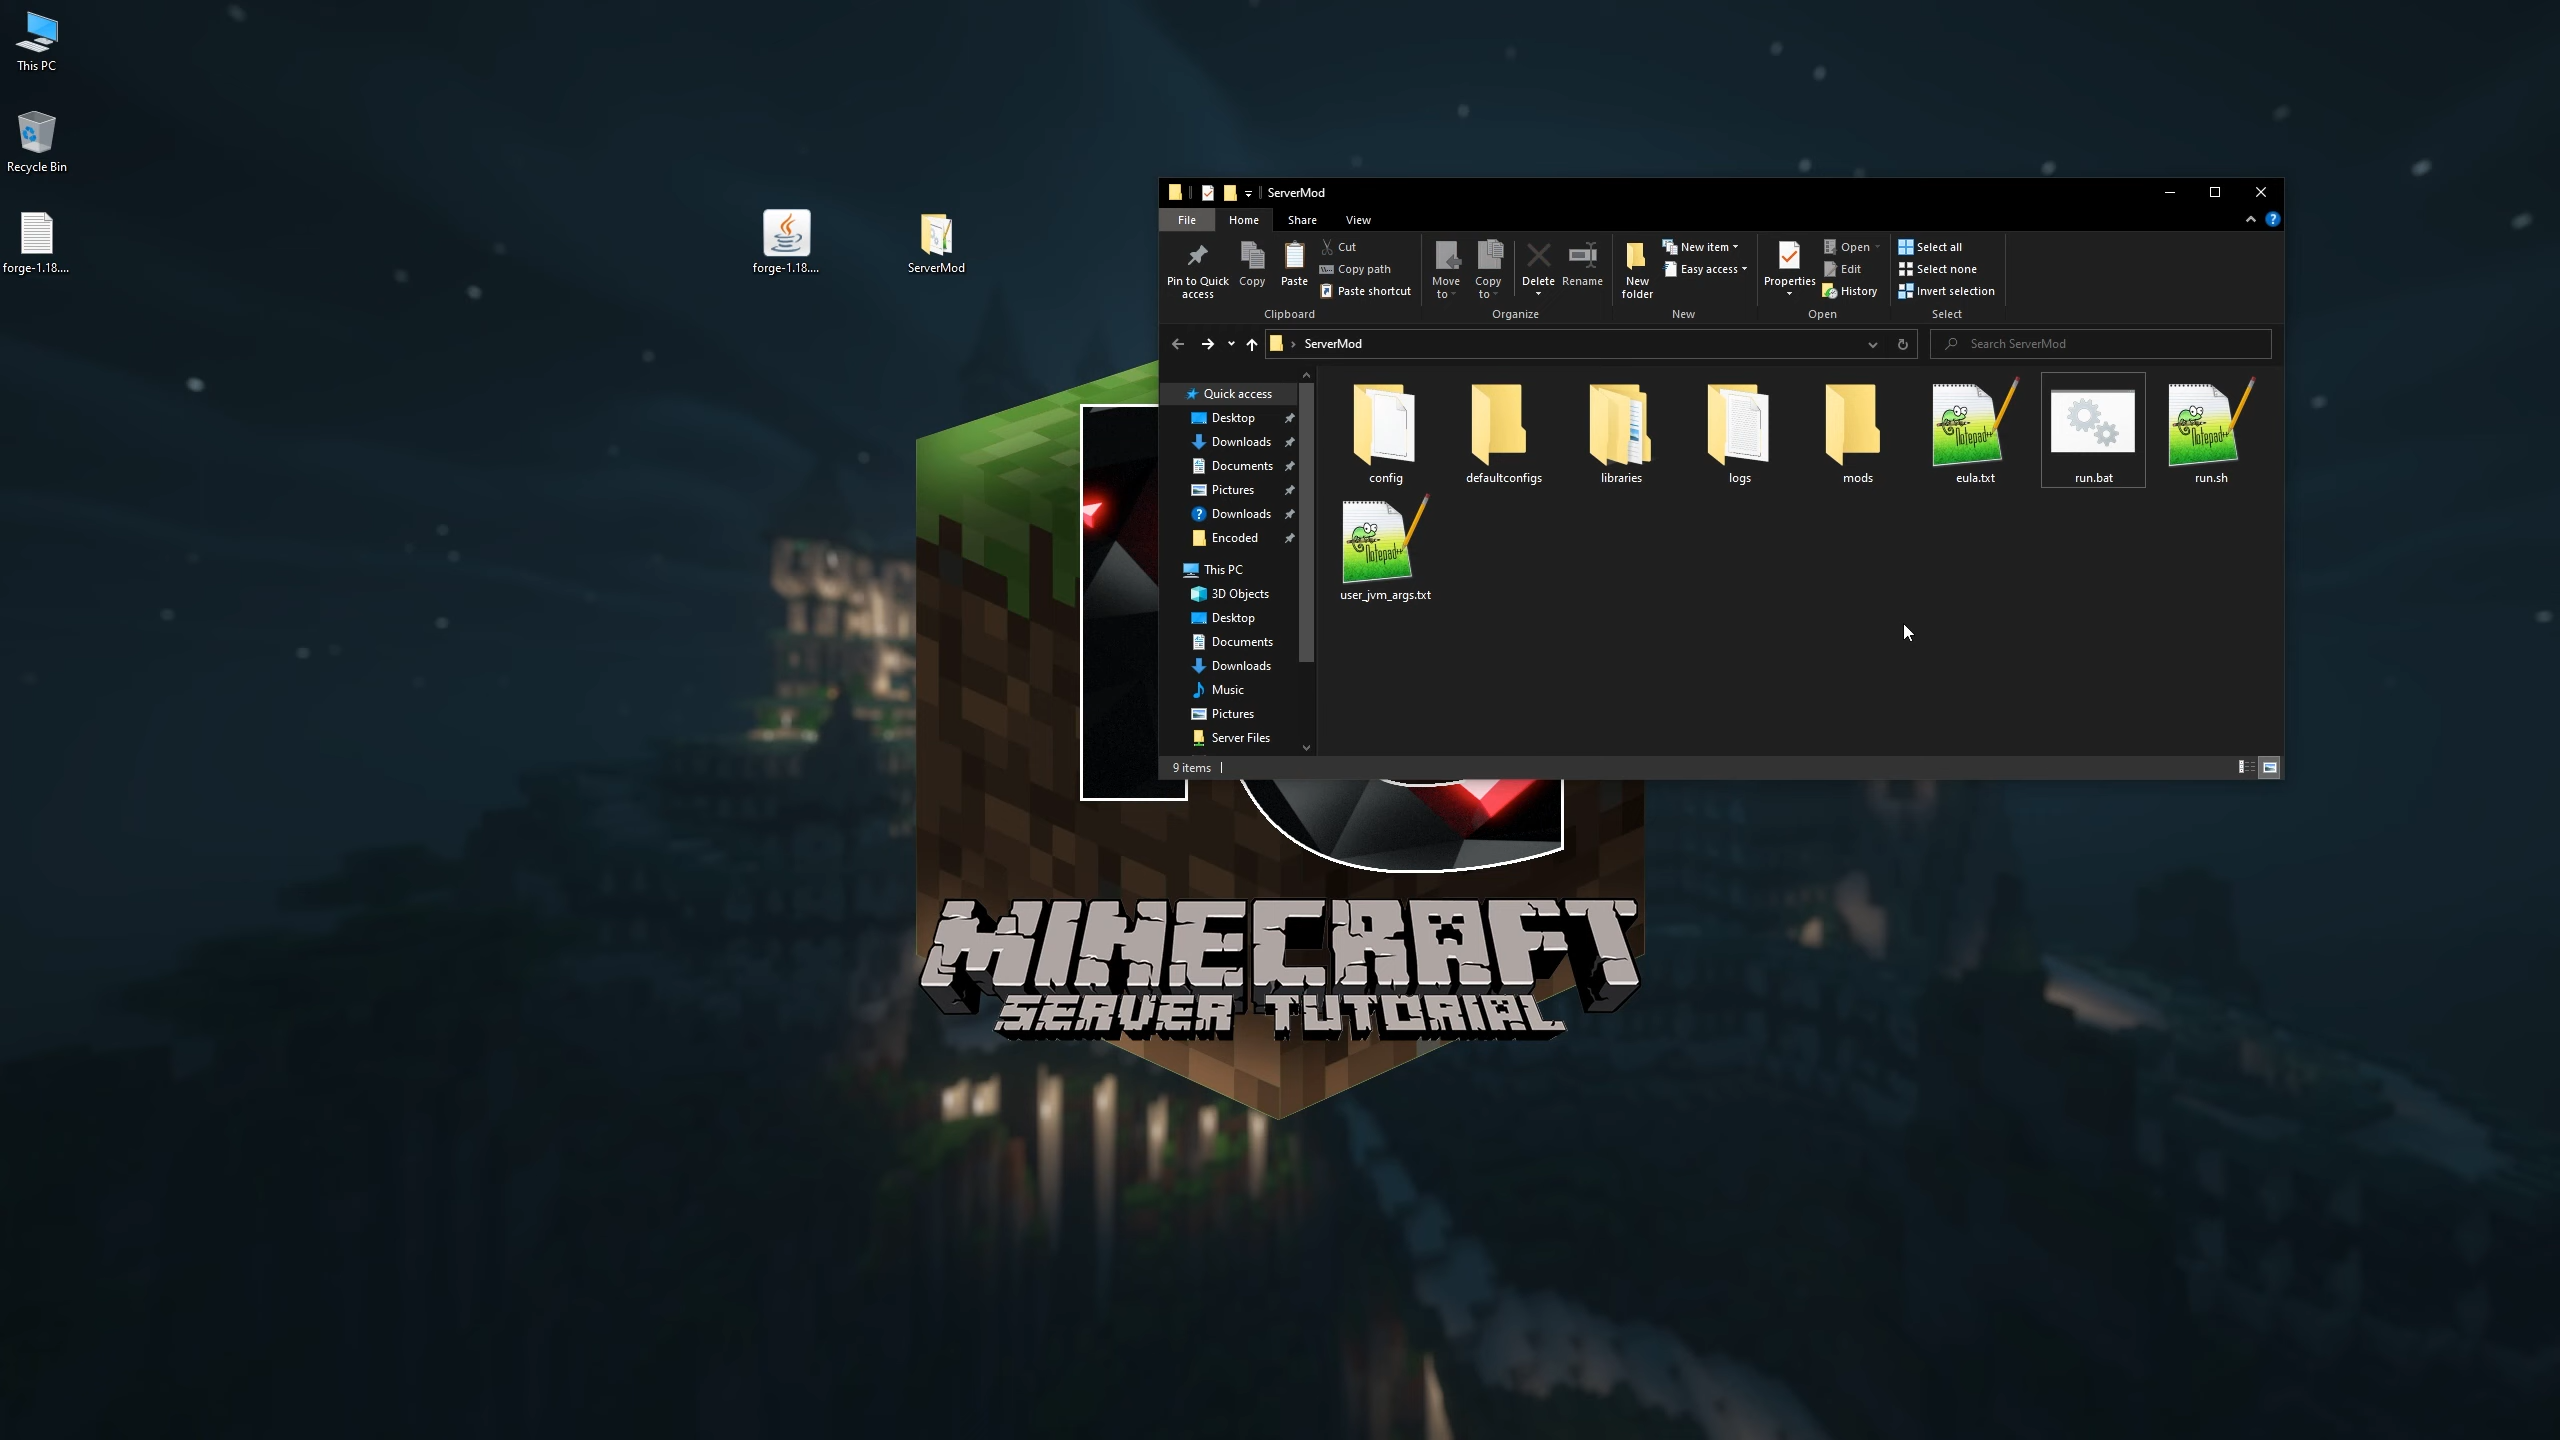 This PC
Recycle Bin
forge-1.18....
forge-1.18....
ServerMod
ServerMod
File
Home
Share
View
Pin to Quick
access
Copy
Paste
Cut
Copy path
Paste shortcut
Clipboard
Move
to
Copy
to
Delete
Rename
Organize
New
folder
New item
Easy access
New
Properties
Open
Edit
History
Open
Select all
Select none
Invert selection
Select
ServerMod
Search ServerMod
Quick access
Desktop
Downloads
Documents
Pictures
Downloads
Encoded
This PC
3D Objects
Desktop
Documents
Downloads
Music
Pictures
Server Files
config
defaultconfigs
libraries
logs
mods
Notepad++
eula.txt
run.bat
Notepad++
run.sh
Notepad++
user_jvm_args.txt
9 items
MINECRAFT
SERVER TUTORIAL